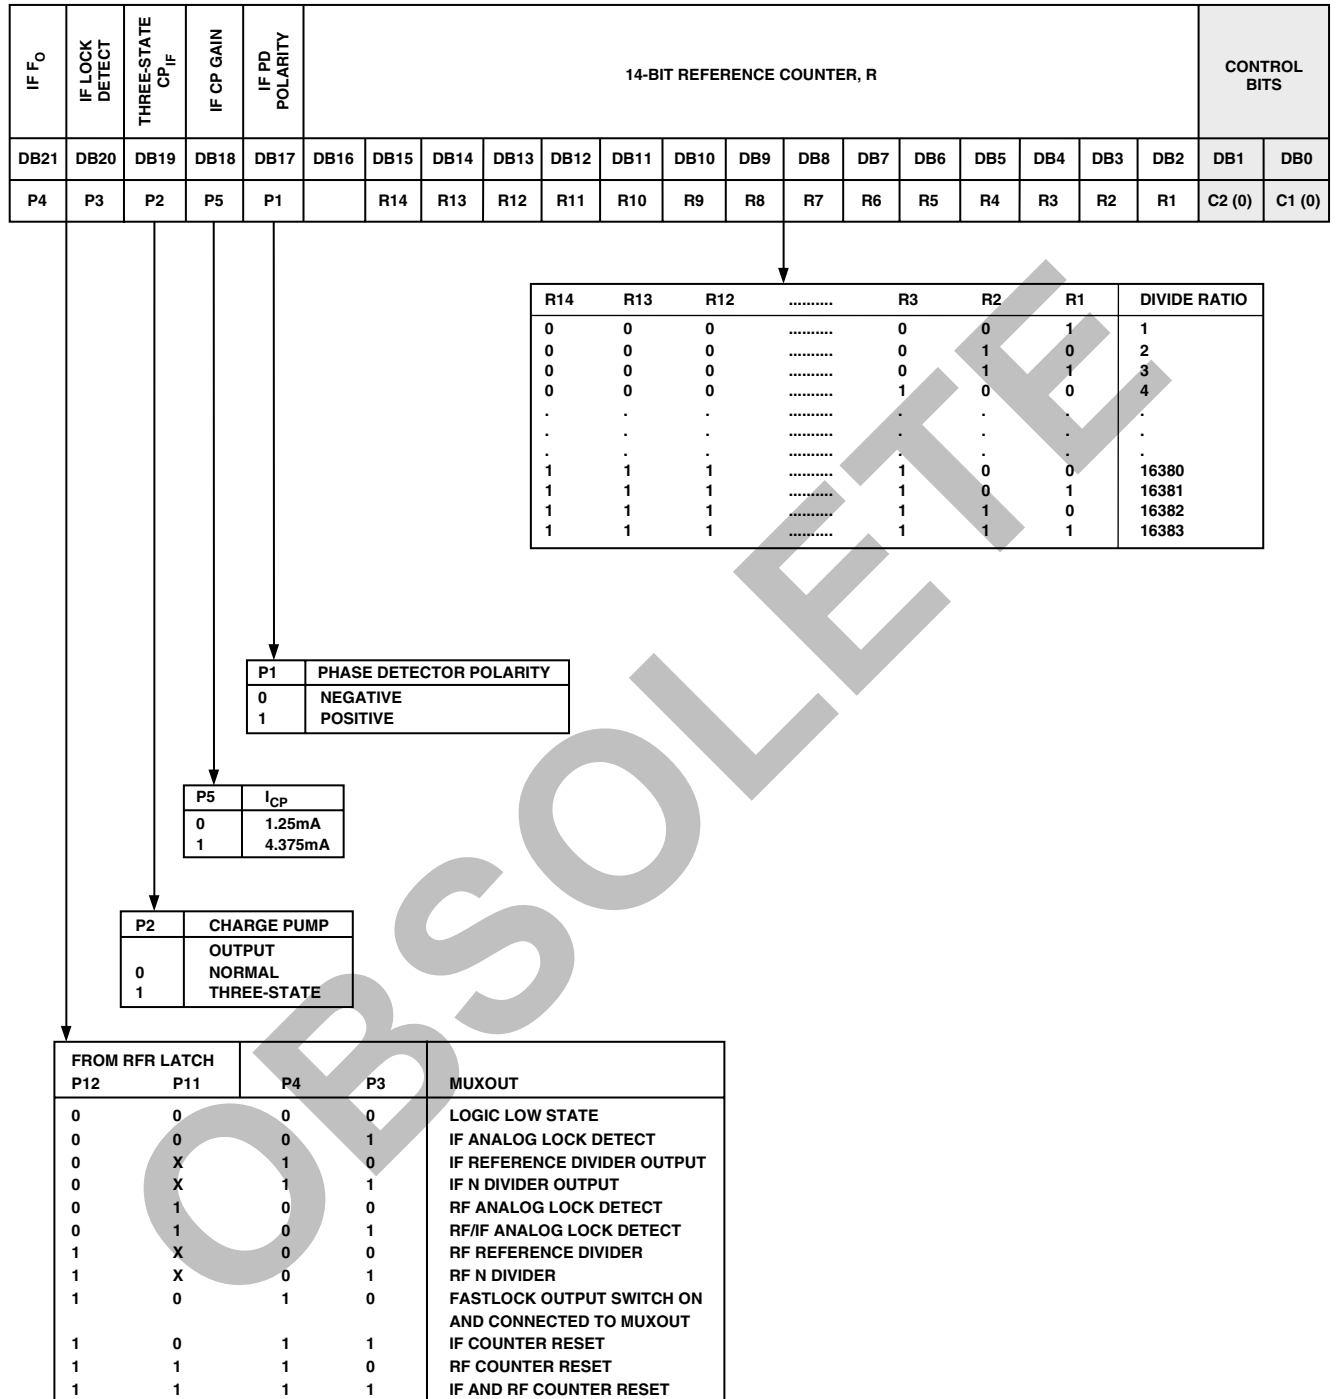 IF F_O
IF LOCK DETECT
THREE-STATE CP_IF
IF CP GAIN
IF PD POLARITY
14-BIT REFERENCE COUNTER, R
CONTROL BITS
DB21 DB20 DB19 DB18 DB17 DB16 DB15 DB14 DB13 DB12 DB11 DB10 DB9 DB8 DB7 DB6 DB5 DB4 DB3 DB2 DB1 DB0
P4 P3 P2 P5 P1 R14 R13 R12 R11 R10 R9 R8 R7 R6 R5 R4 R3 R2 R1 C2 (0) C1 (0)
R14 R13 R12 .......... R3 R2 R1 DIVIDE RATIO
0 0 0 .......... 0 0 1 1
0 0 0 .......... 0 1 0 2
0 0 0 .......... 0 1 1 3
0 0 0 .......... 1 0 0 4
. . . .......... . . . .
. . . .......... . . . .
. . . .......... . . . .
1 1 1 .......... 1 0 0 16380
1 1 1 .......... 1 0 1 16381
1 1 1 .......... 1 1 0 16382
1 1 1 .......... 1 1 1 16383
P1 PHASE DETECTOR POLARITY
0 NEGATIVE
1 POSITIVE
P5 I_CP
0 1.25mA
1 4.375mA
P2 CHARGE PUMP
OUTPUT
0 NORMAL
1 THREE-STATE
FROM RFR LATCH
P12 P11 P4 P3 MUXOUT
0 0 0 0 LOGIC LOW STATE
0 0 0 1 IF ANALOG LOCK DETECT
0 X 1 0 IF REFERENCE DIVIDER OUTPUT
0 X 1 1 IF N DIVIDER OUTPUT
0 1 0 0 RF ANALOG LOCK DETECT
0 1 0 1 RF/IF ANALOG LOCK DETECT
1 X 0 0 RF REFERENCE DIVIDER
1 X 0 1 RF N DIVIDER
1 0 1 0 FASTLOCK OUTPUT SWITCH ON
AND CONNECTED TO MUXOUT
1 0 1 1 IF COUNTER RESET
1 1 1 0 RF COUNTER RESET
1 1 1 1 IF AND RF COUNTER RESET
OBSOLETE